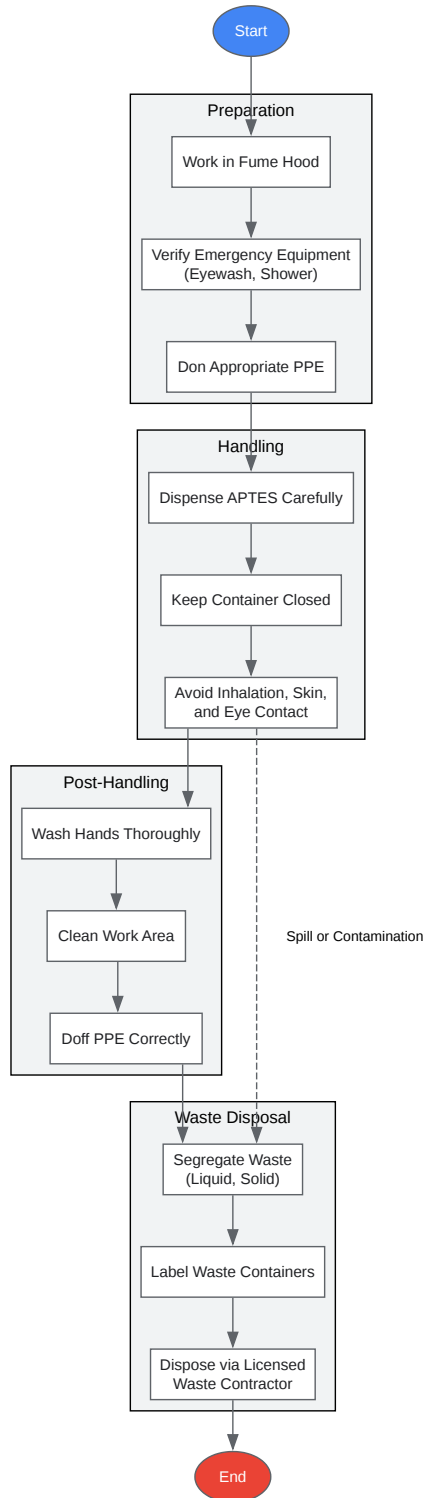 Start
Preparation
Work in Fume Hood
Verify Emergency Equipment
(Eyewash, Shower)
Don Appropriate PPE
Handling
Dispense APTES Carefully
Keep Container Closed
Avoid Inhalation, Skin,
and Eye Contact
Post-Handling
Wash Hands Thoroughly
Clean Work Area
Spill or Contamination
Doff PPE Correctly
Waste Disposal
Segregate Waste
(Liquid, Solid)
Label Waste Containers
Dispose via Licensed
Waste Contractor
End